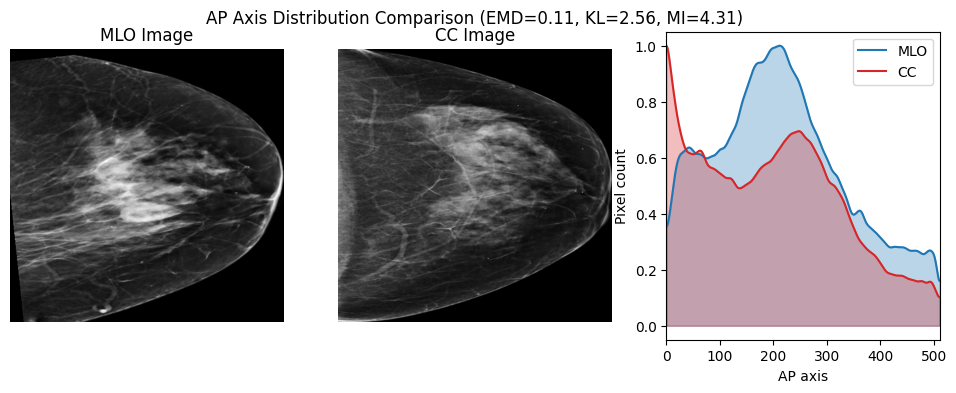 AP Axis Distribution Comparison (EMD=0.11, KL=2.56, MI=4.31)
MLO Image
CC Image
MLO
CC
Pixel count
1.0
0.8
0.6
0.4
0.2
0.0
0 100 200 300 400 500
AP axis